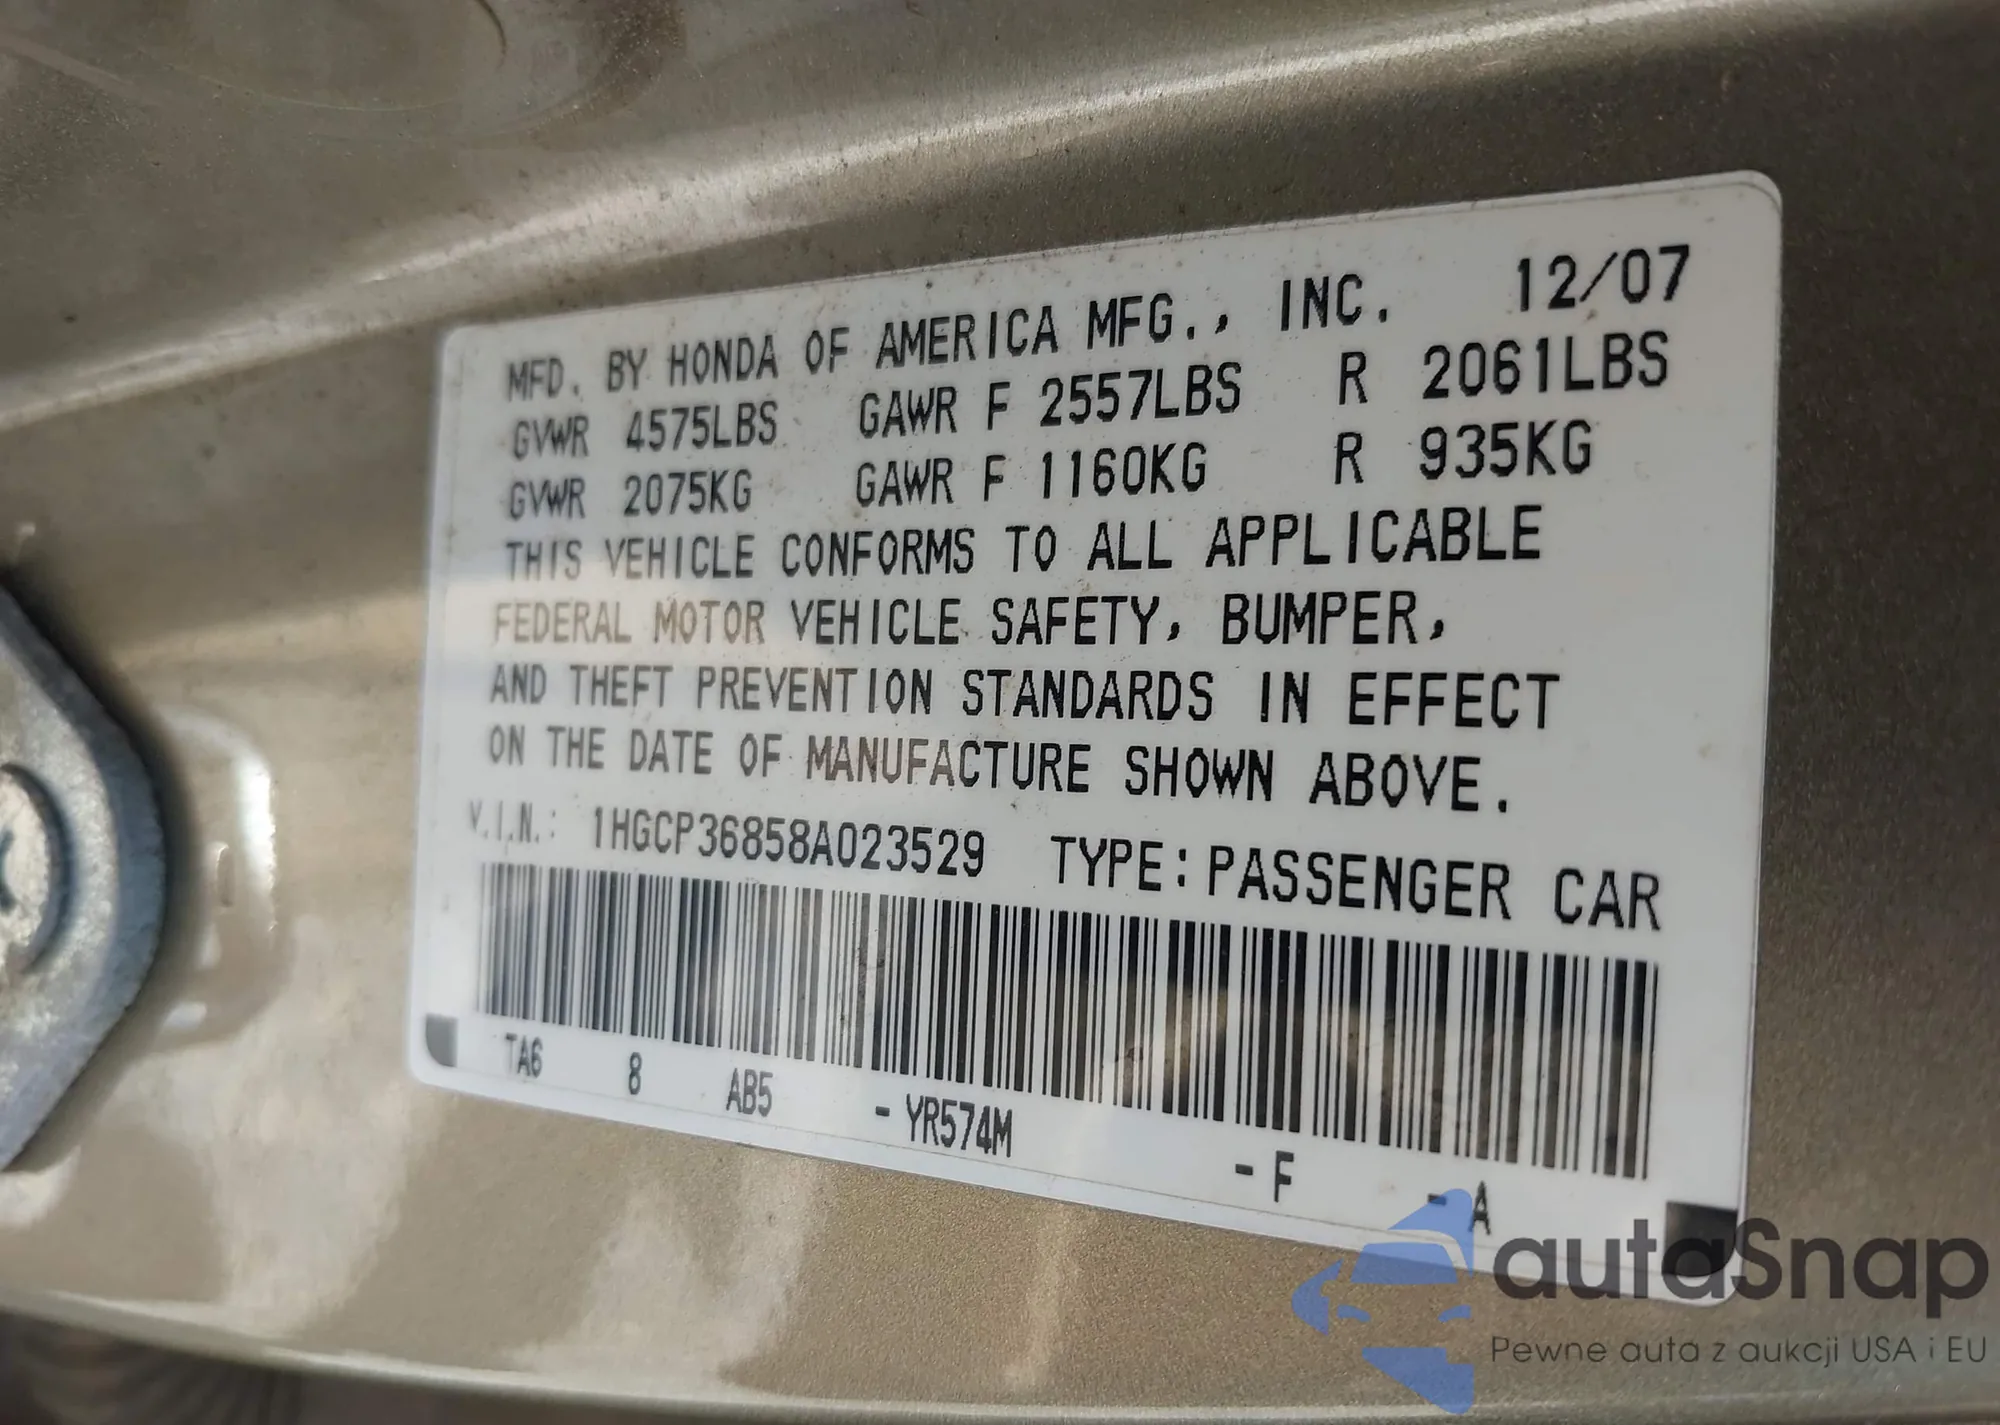 MFD. BY HONDA OF AMERICA MFG., INC. 12/07
GVWR 4575LBS GAWR F 2557LBS R 2061LBS
GVWR 2075KG GAWR F 1160KG R 935KG
THIS VEHICLE CONFORMS TO ALL APPLICABLE
FEDERAL MOTOR VEHICLE SAFETY, BUMPER,
AND THEFT PREVENTION STANDARDS IN EFFECT
ON THE DATE OF MANUFACTURE SHOWN ABOVE.
V.I.N.: 1HGCP36858A023529 TYPE: PASSENGER CAR
TA6 8 AB5 - YR574M - F - A
autaSnap
Pewne auta z aukcji USA i EU